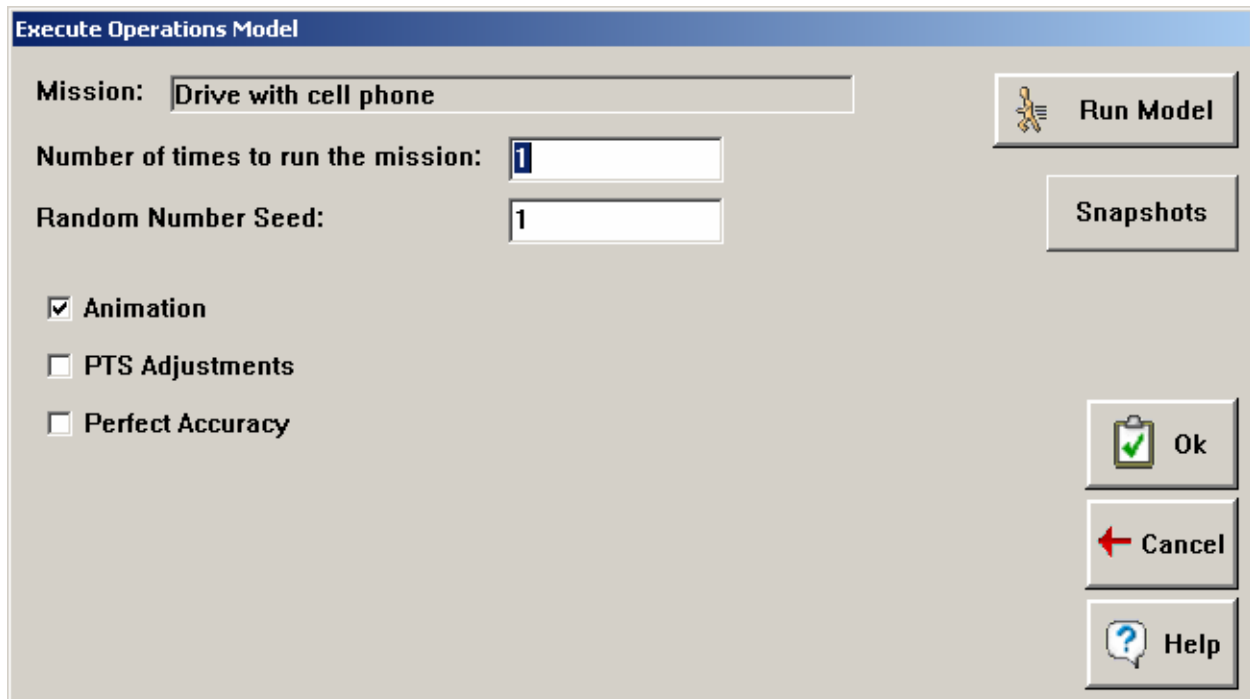 Execute Operations Model
Mission: Drive with cell phone
Run Model
Number of times to run the mission: 1
Random Number Seed: 1
Snapshots
Animation
PTS Adjustments
Perfect Accuracy
Ok
Cancel
Help